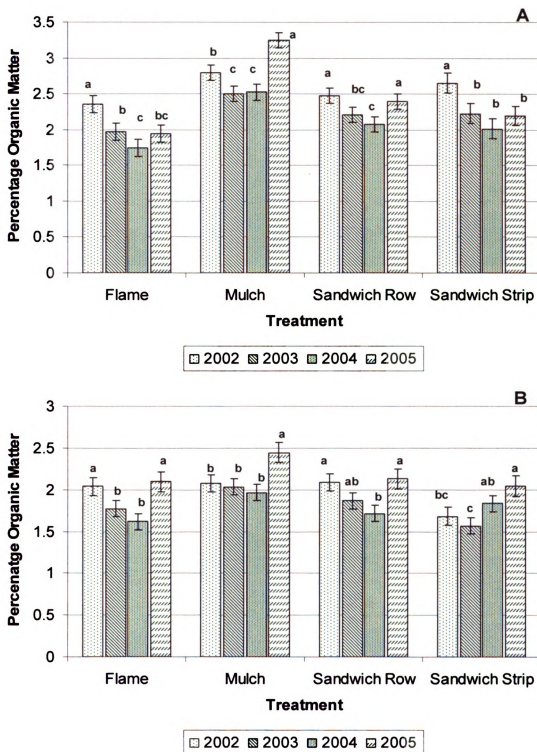 A
Percentage Organic Matter
3.5
3
2.5
2
1.5
1
0.5
0
a
b
c
bc
b
c
c
a
a
bc
c
a
a
b
b
b
Flame
Mulch
Sandwich Row
Sandwich Strip
Treatment
2002 2003 2004 2005
B
Percenatge Organic Matter
3
2.5
2
1.5
1
0.5
0
a
b
b
a
b
b
b
a
a
ab
b
a
bc
c
ab
a
Flame
Mulch
Sandwich Row
Sandwich Strip
Treatment
2002 2003 2004 2005